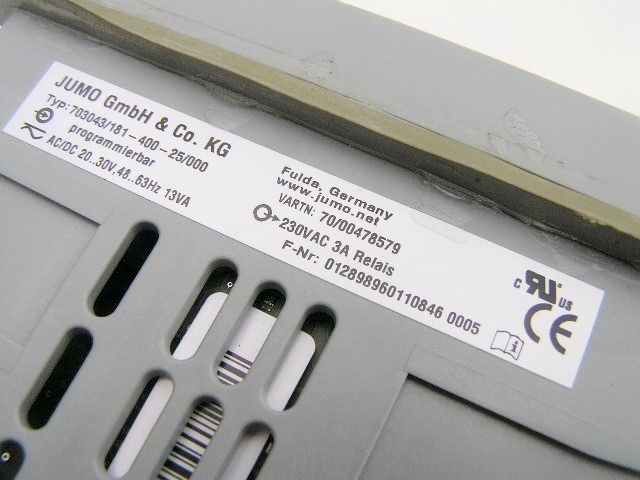 JUMO GmbH & Co. KG
Typ: 703043/181-400-25/000
programmierbar
AC/DC 20..30V,48..63Hz 13VA
Fulda, Germany
www.jumo.net
VARTN: 70/00478579
230VAC 3A Relais
F-Nr: 012898960110846 0005
c RU US
CE
i